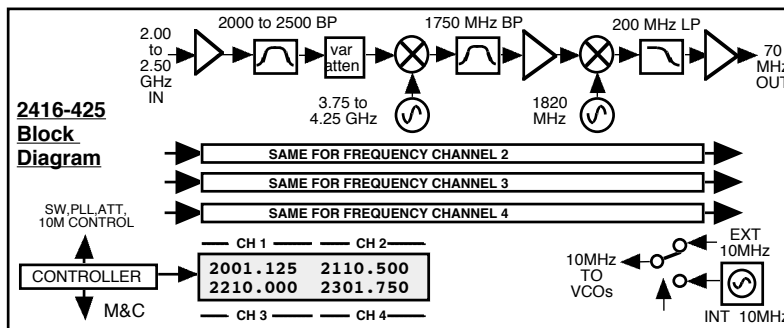 2000 to 2500 BP
1750 MHz BP
200 MHz LP
2.00
to
2.50
GHz
IN
var
atten
70
MHz
OUT
3.75 to
4.25 GHz
1820
MHz
2416-425
Block
Diagram
SAME FOR FREQUENCY CHANNEL 2
SAME FOR FREQUENCY CHANNEL 3
SAME FOR FREQUENCY CHANNEL 4
SW,PLL,ATT,
10M CONTROL
CONTROLLER
M&C
CH 1 CH 2
2001.125 2110.500
2210.000 2301.750
CH 3 CH 4
EXT
10MHz
10MHz
TO
VCOs
INT 10MHz